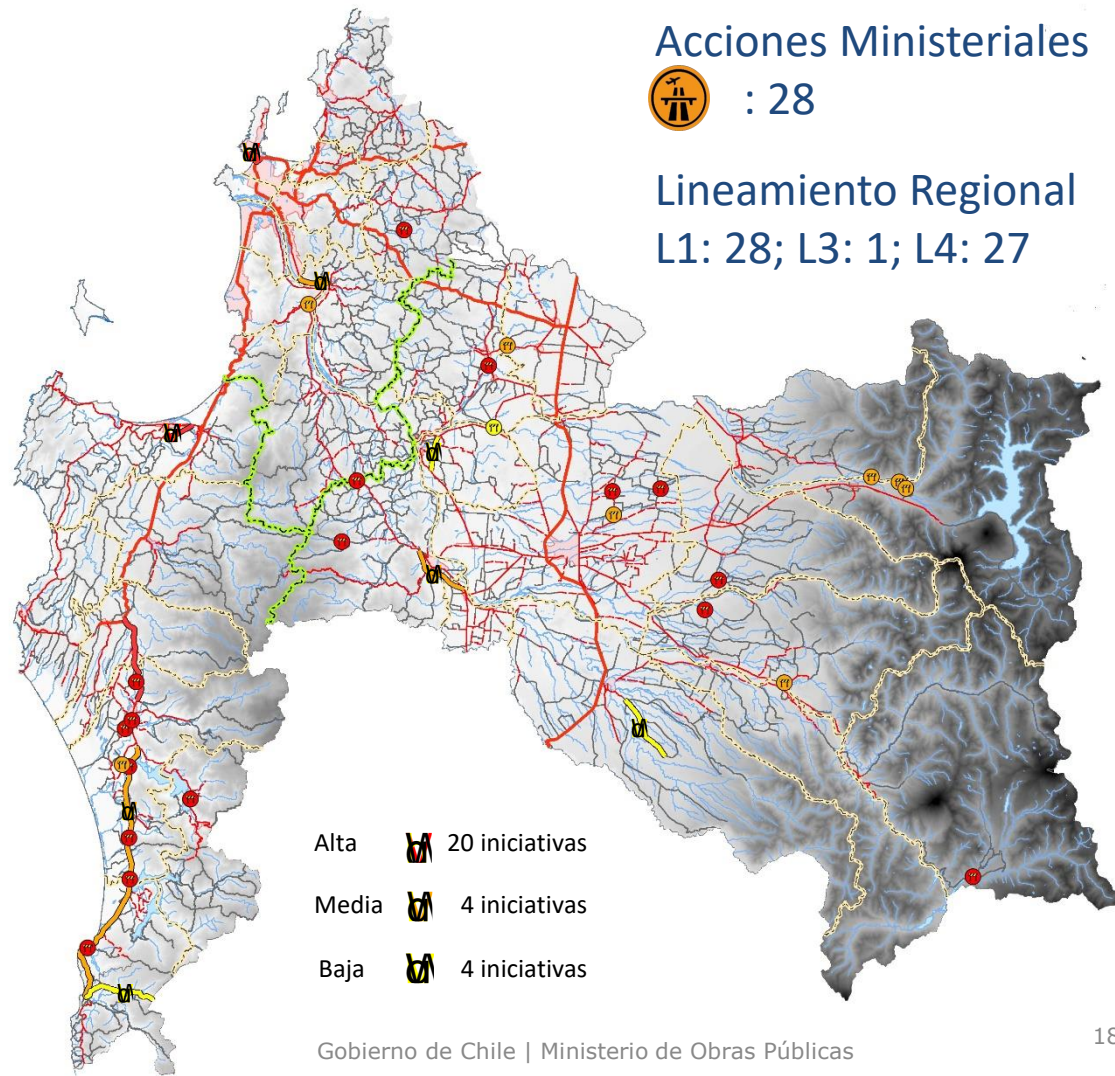 Acciones Ministeriales
: 28
Lineamiento Regional
L1: 28; L3: 1; L4: 27
Alta 20 iniciativas
Media 4 iniciativas
Baja 4 iniciativas
Gobierno de Chile | Ministerio de Obras Públicas
18